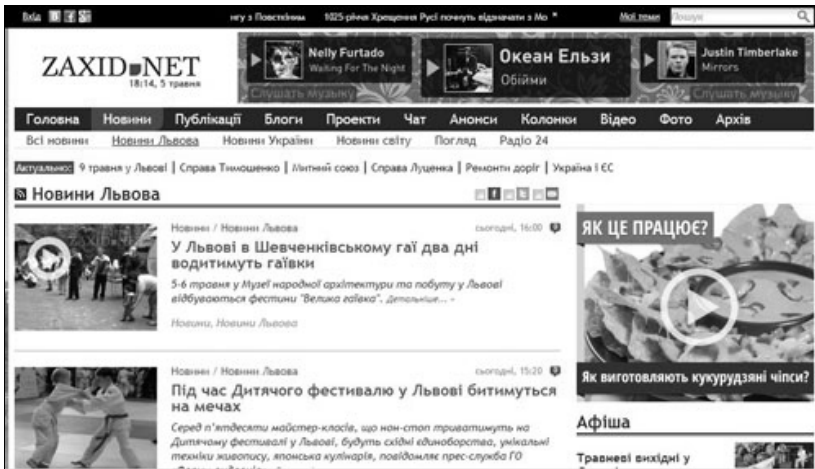 Вхід
нгу з Повєткіним 1025-річчя Хрещення Русі почнуть відзначати з Мо
Мої теми
Пошук
ZAXID.NET
18:14, 5 травня
Nelly Furtado
Waiting For The Night
Слушать музыку
Океан Ельзи
Обійми
Justin Timberlake
Mirrors
Слушать музыку
Головна Новини Публікації Блоги Проекти Чат Анонси Колонки Відео Фото Архів
Всі новини Новини Львова Новини України Новини світу Погляд Радіо 24
Актуально: 9 травня у Львові | Справа Тимошенко | Митний союз | Справа Луценка | Ремонти доріг | Україна і ЄС
Новини Львова
Новини / Новини Львова сьогодні, 16:00
У Львові в Шевченківському гаї два дні
водитимуть гаївки
5-6 травня у Музеї народної архітектури та побуту у Львові
відбуваються фестини "Велика гаївка". Детальніше... »
Новини, Новини Львова
Новини / Новини Львова сьогодні, 15:20
Під час Дитячого фестивалю у Львові битимуться
на мечах
Серед п'ятдесяти майстер-класів, що нон-стоп триватимуть на
Дитячому фестивалі у Львові, будуть східні єдиноборства, унікальні
техніки живопису, японська кулінарія, повідомляє прес-служба ГО
ЯК ЦЕ ПРАЦЮЄ?
Як виготовляють кукурудзяні чіпси?
Афіша
Травневі вихідні у